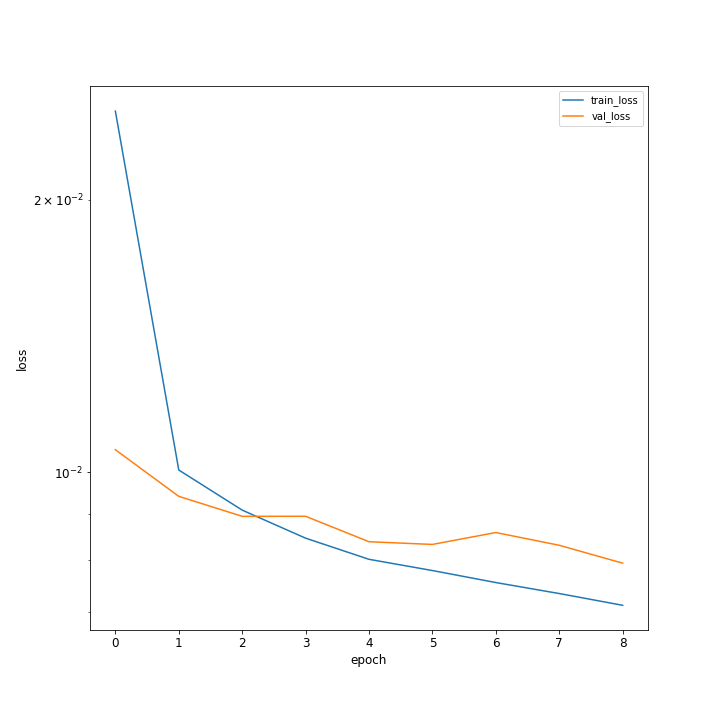 train_loss
val_loss
2 × 10⁻²
10⁻²
loss
0 1 2 3 4 5 6 7 8
epoch